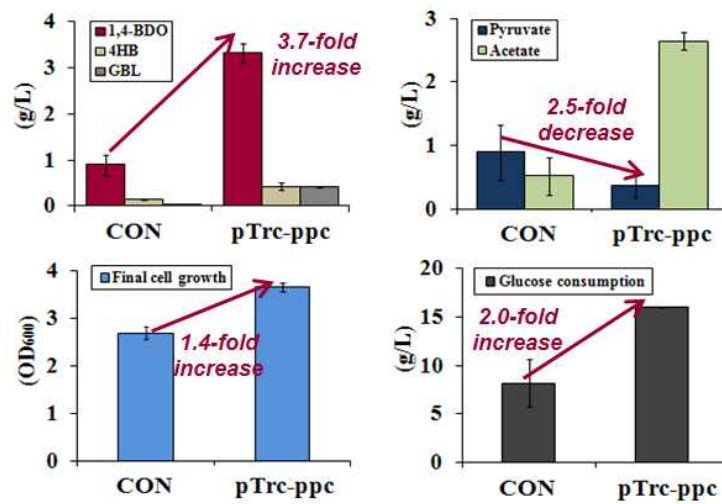 4
3
2
1
0
(g/L)
1,4-BDO
4HB
GBL
3.7-fold
increase
CON
pTrc-ppc
3
2
1
0
(g/L)
Pyruvate
Acetate
2.5-fold
decrease
CON
pTrc-ppc
4
3
2
1
0
(OD600)
Final cell growth
1.4-fold
increase
CON
pTrc-ppc
20
15
10
5
0
(g/L)
Glucose consumption
2.0-fold
increase
CON
pTrc-ppc